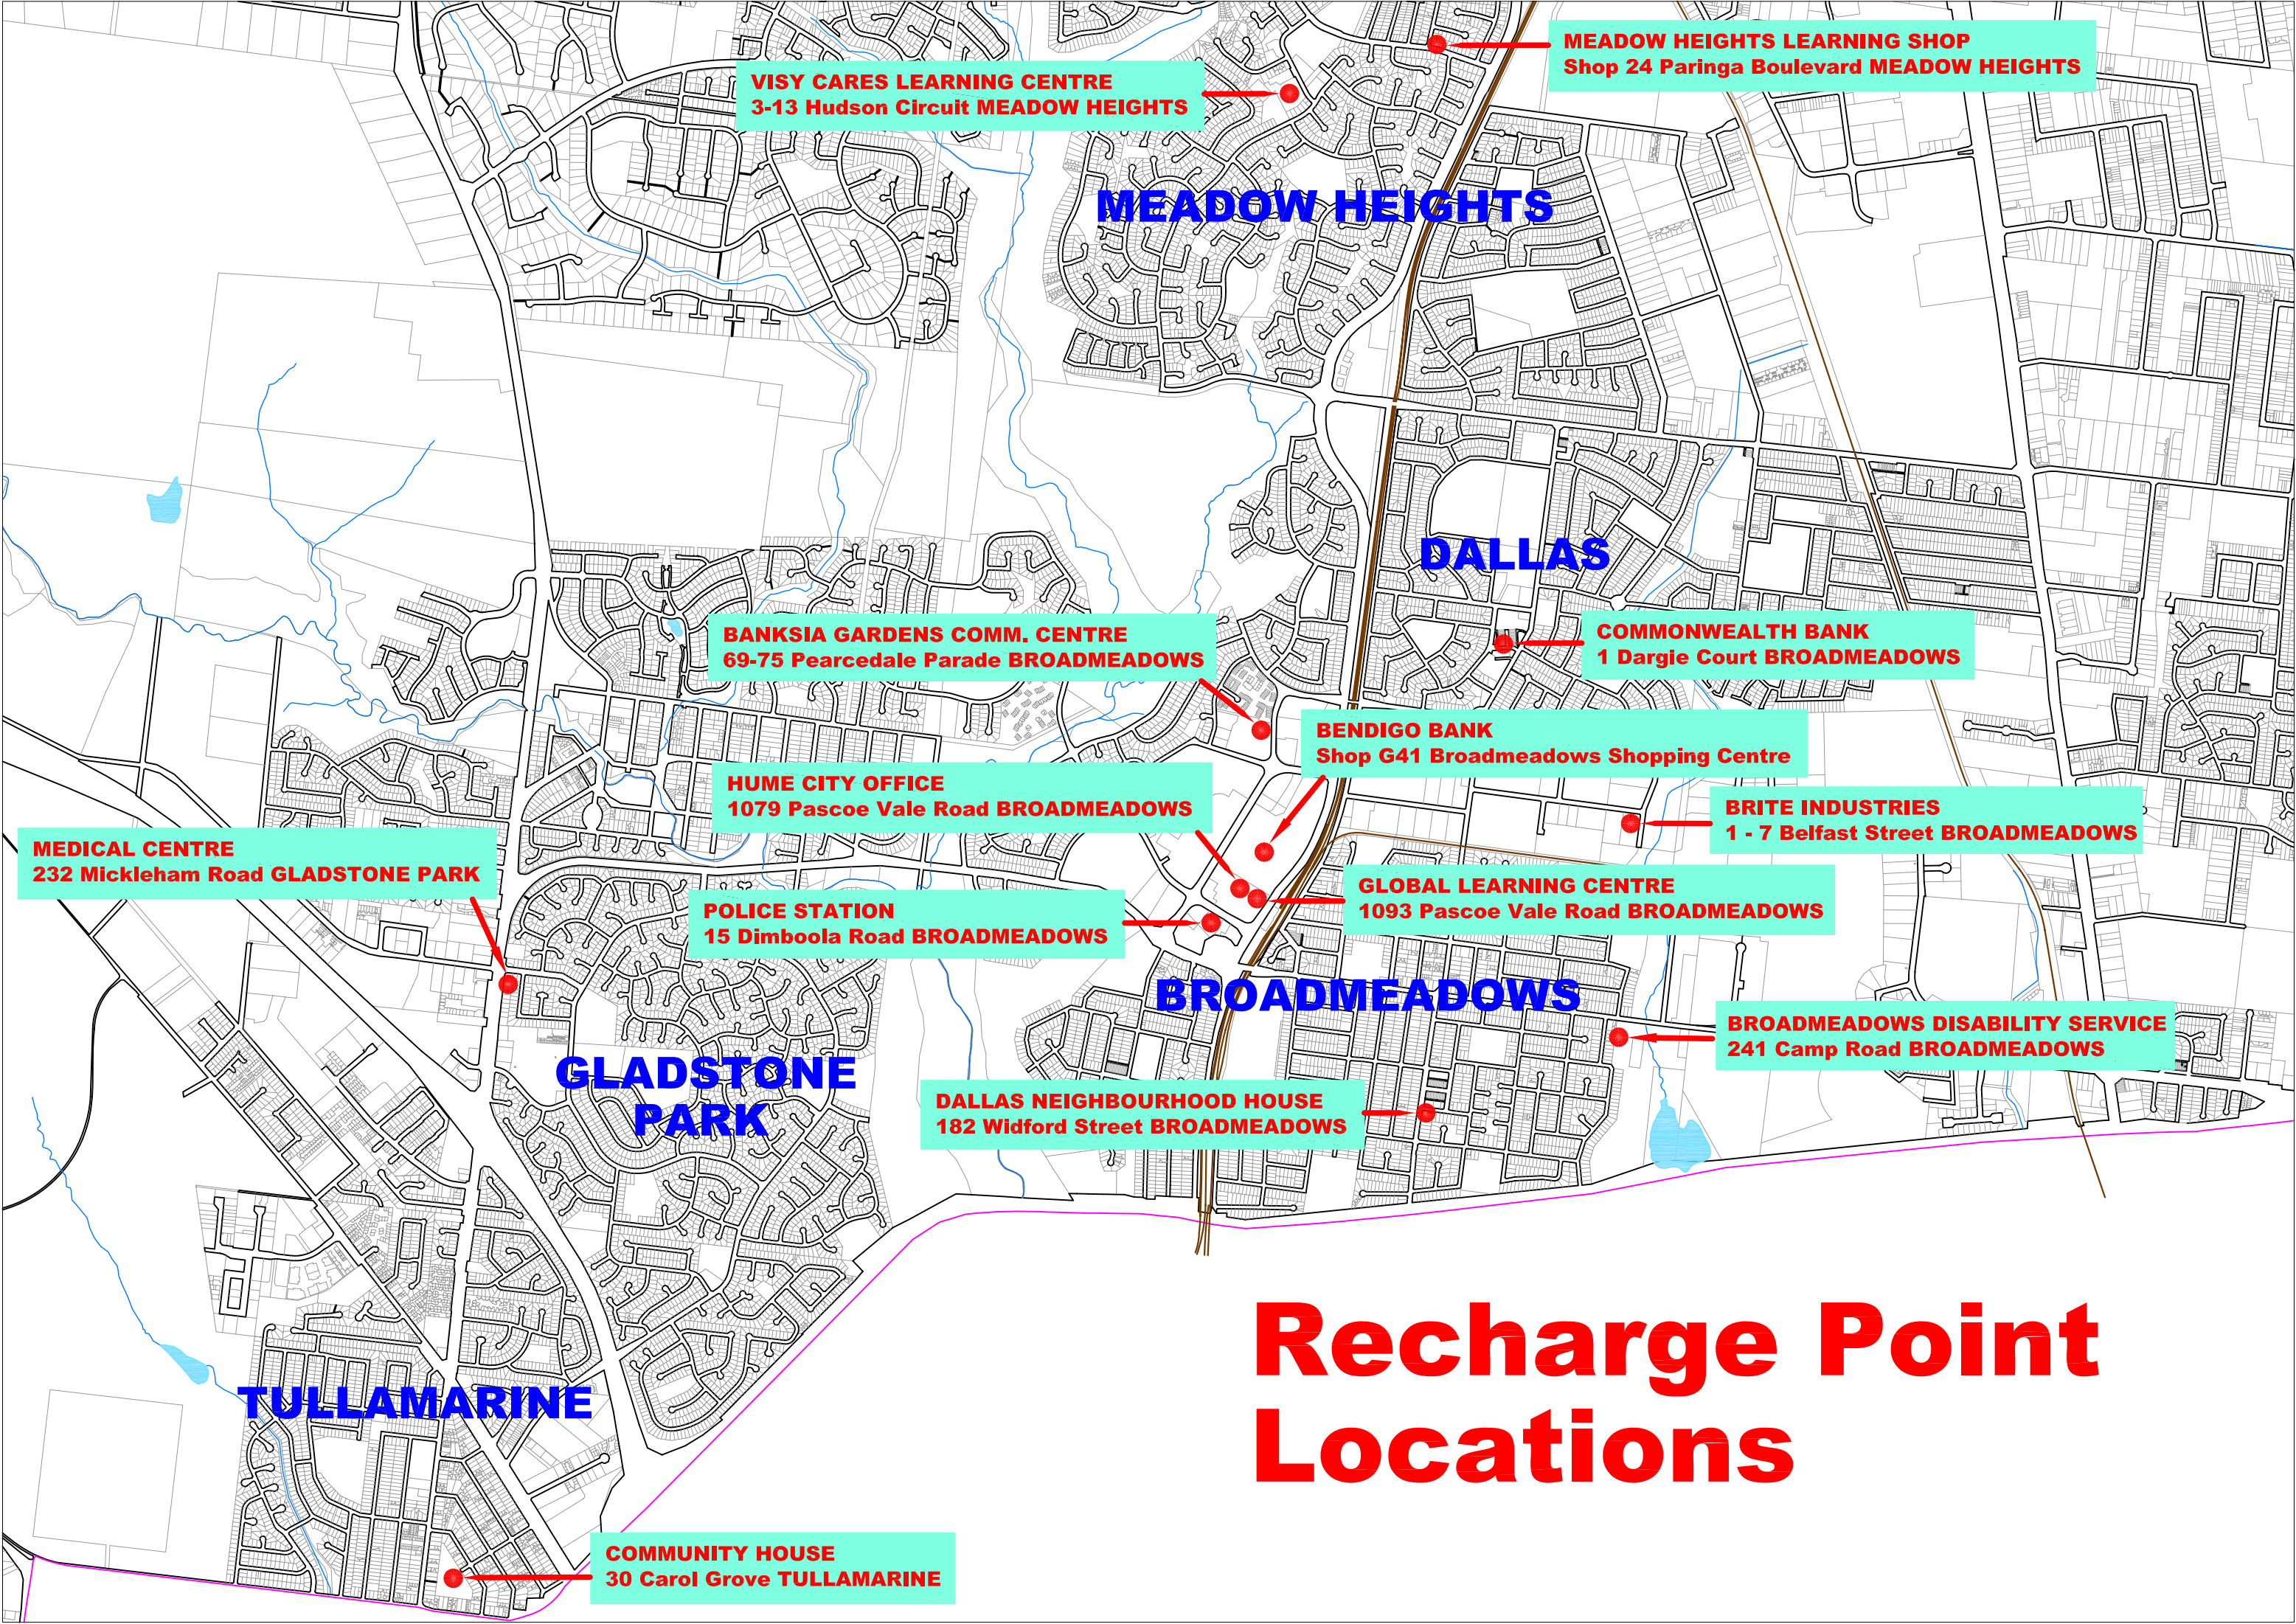 MEADOW HEIGHTS LEARNING SHOP
Shop 24 Paringa Boulevard MEADOW HEIGHTS
VISY CARES LEARNING CENTRE
3-13 Hudson Circuit MEADOW HEIGHTS
MEADOW HEIGHTS
DALLAS
BANKSIA GARDENS COMM. CENTRE
69-75 Pearcedale Parade BROADMEADOWS
COMMONWEALTH BANK
1 Dargie Court BROADMEADOWS
BENDIGO BANK
Shop G41 Broadmeadows Shopping Centre
HUME CITY OFFICE
1079 Pascoe Vale Road BROADMEADOWS
BRITE INDUSTRIES
1 - 7 Belfast Street BROADMEADOWS
MEDICAL CENTRE
232 Mickleham Road GLADSTONE PARK
GLOBAL LEARNING CENTRE
1093 Pascoe Vale Road BROADMEADOWS
POLICE STATION
15 Dimboola Road BROADMEADOWS
BROADMEADOWS
BROADMEADOWS DISABILITY SERVICE
241 Camp Road BROADMEADOWS
GLADSTONE
PARK
DALLAS NEIGHBOURHOOD HOUSE
182 Widford Street BROADMEADOWS
Recharge Point
Locations
TULLAMARINE
COMMUNITY HOUSE
30 Carol Grove TULLAMARINE